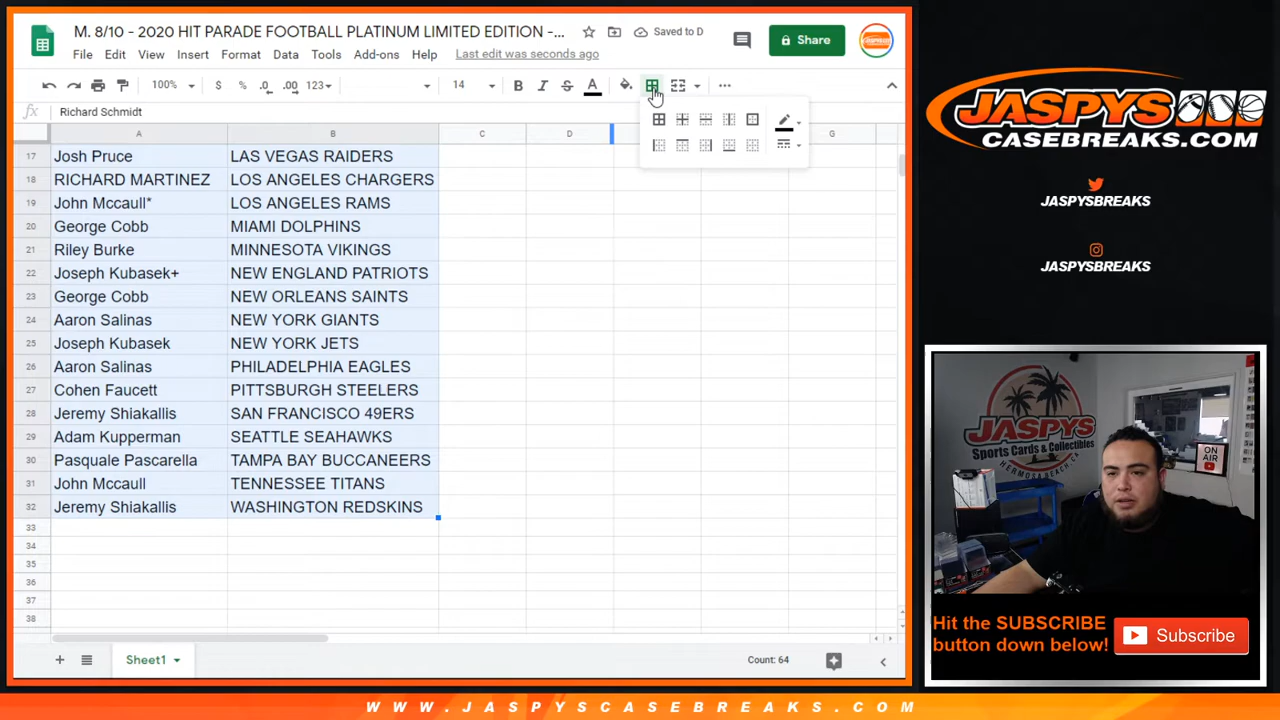 M. 8/10 - 2020 HIT PARADE FOOTBALL PLATINUM LIMITED EDITION -...
Saved to D
Share
File Edit View Insert Format Data Tools Add-ons Help Last edit was seconds ago
100% $ % .0 .00 123 14 B I S A
fx Richard Schmidt
A B C D G
17 Josh Pruce LAS VEGAS RAIDERS
18 RICHARD MARTINEZ LOS ANGELES CHARGERS
19 John Mccaull* LOS ANGELES RAMS
20 George Cobb MIAMI DOLPHINS
21 Riley Burke MINNESOTA VIKINGS
22 Joseph Kubasek+ NEW ENGLAND PATRIOTS
23 George Cobb NEW ORLEANS SAINTS
24 Aaron Salinas NEW YORK GIANTS
25 Joseph Kubasek NEW YORK JETS
26 Aaron Salinas PHILADELPHIA EAGLES
27 Cohen Faucett PITTSBURGH STEELERS
28 Jeremy Shiakallis SAN FRANCISCO 49ERS
29 Adam Kupperman SEATTLE SEAHAWKS
30 Pasquale Pascarella TAMPA BAY BUCCANEERS
31 John Mccaull TENNESSEE TITANS
32 Jeremy Shiakallis WASHINGTON REDSKINS
33
34
35
36
37
38
Sheet1
Count: 64
JASPYS
CASEBREAKS.COM
JASPYSBREAKS
JASPYSBREAKS
JASPYS
Sports Cards & Collectibles
HERMOSA BEACH, CA.
ON
AIR
Hit the SUBSCRIBE
button down below!
Subscribe
WWW.JASPYSCASEBREAKS.COM